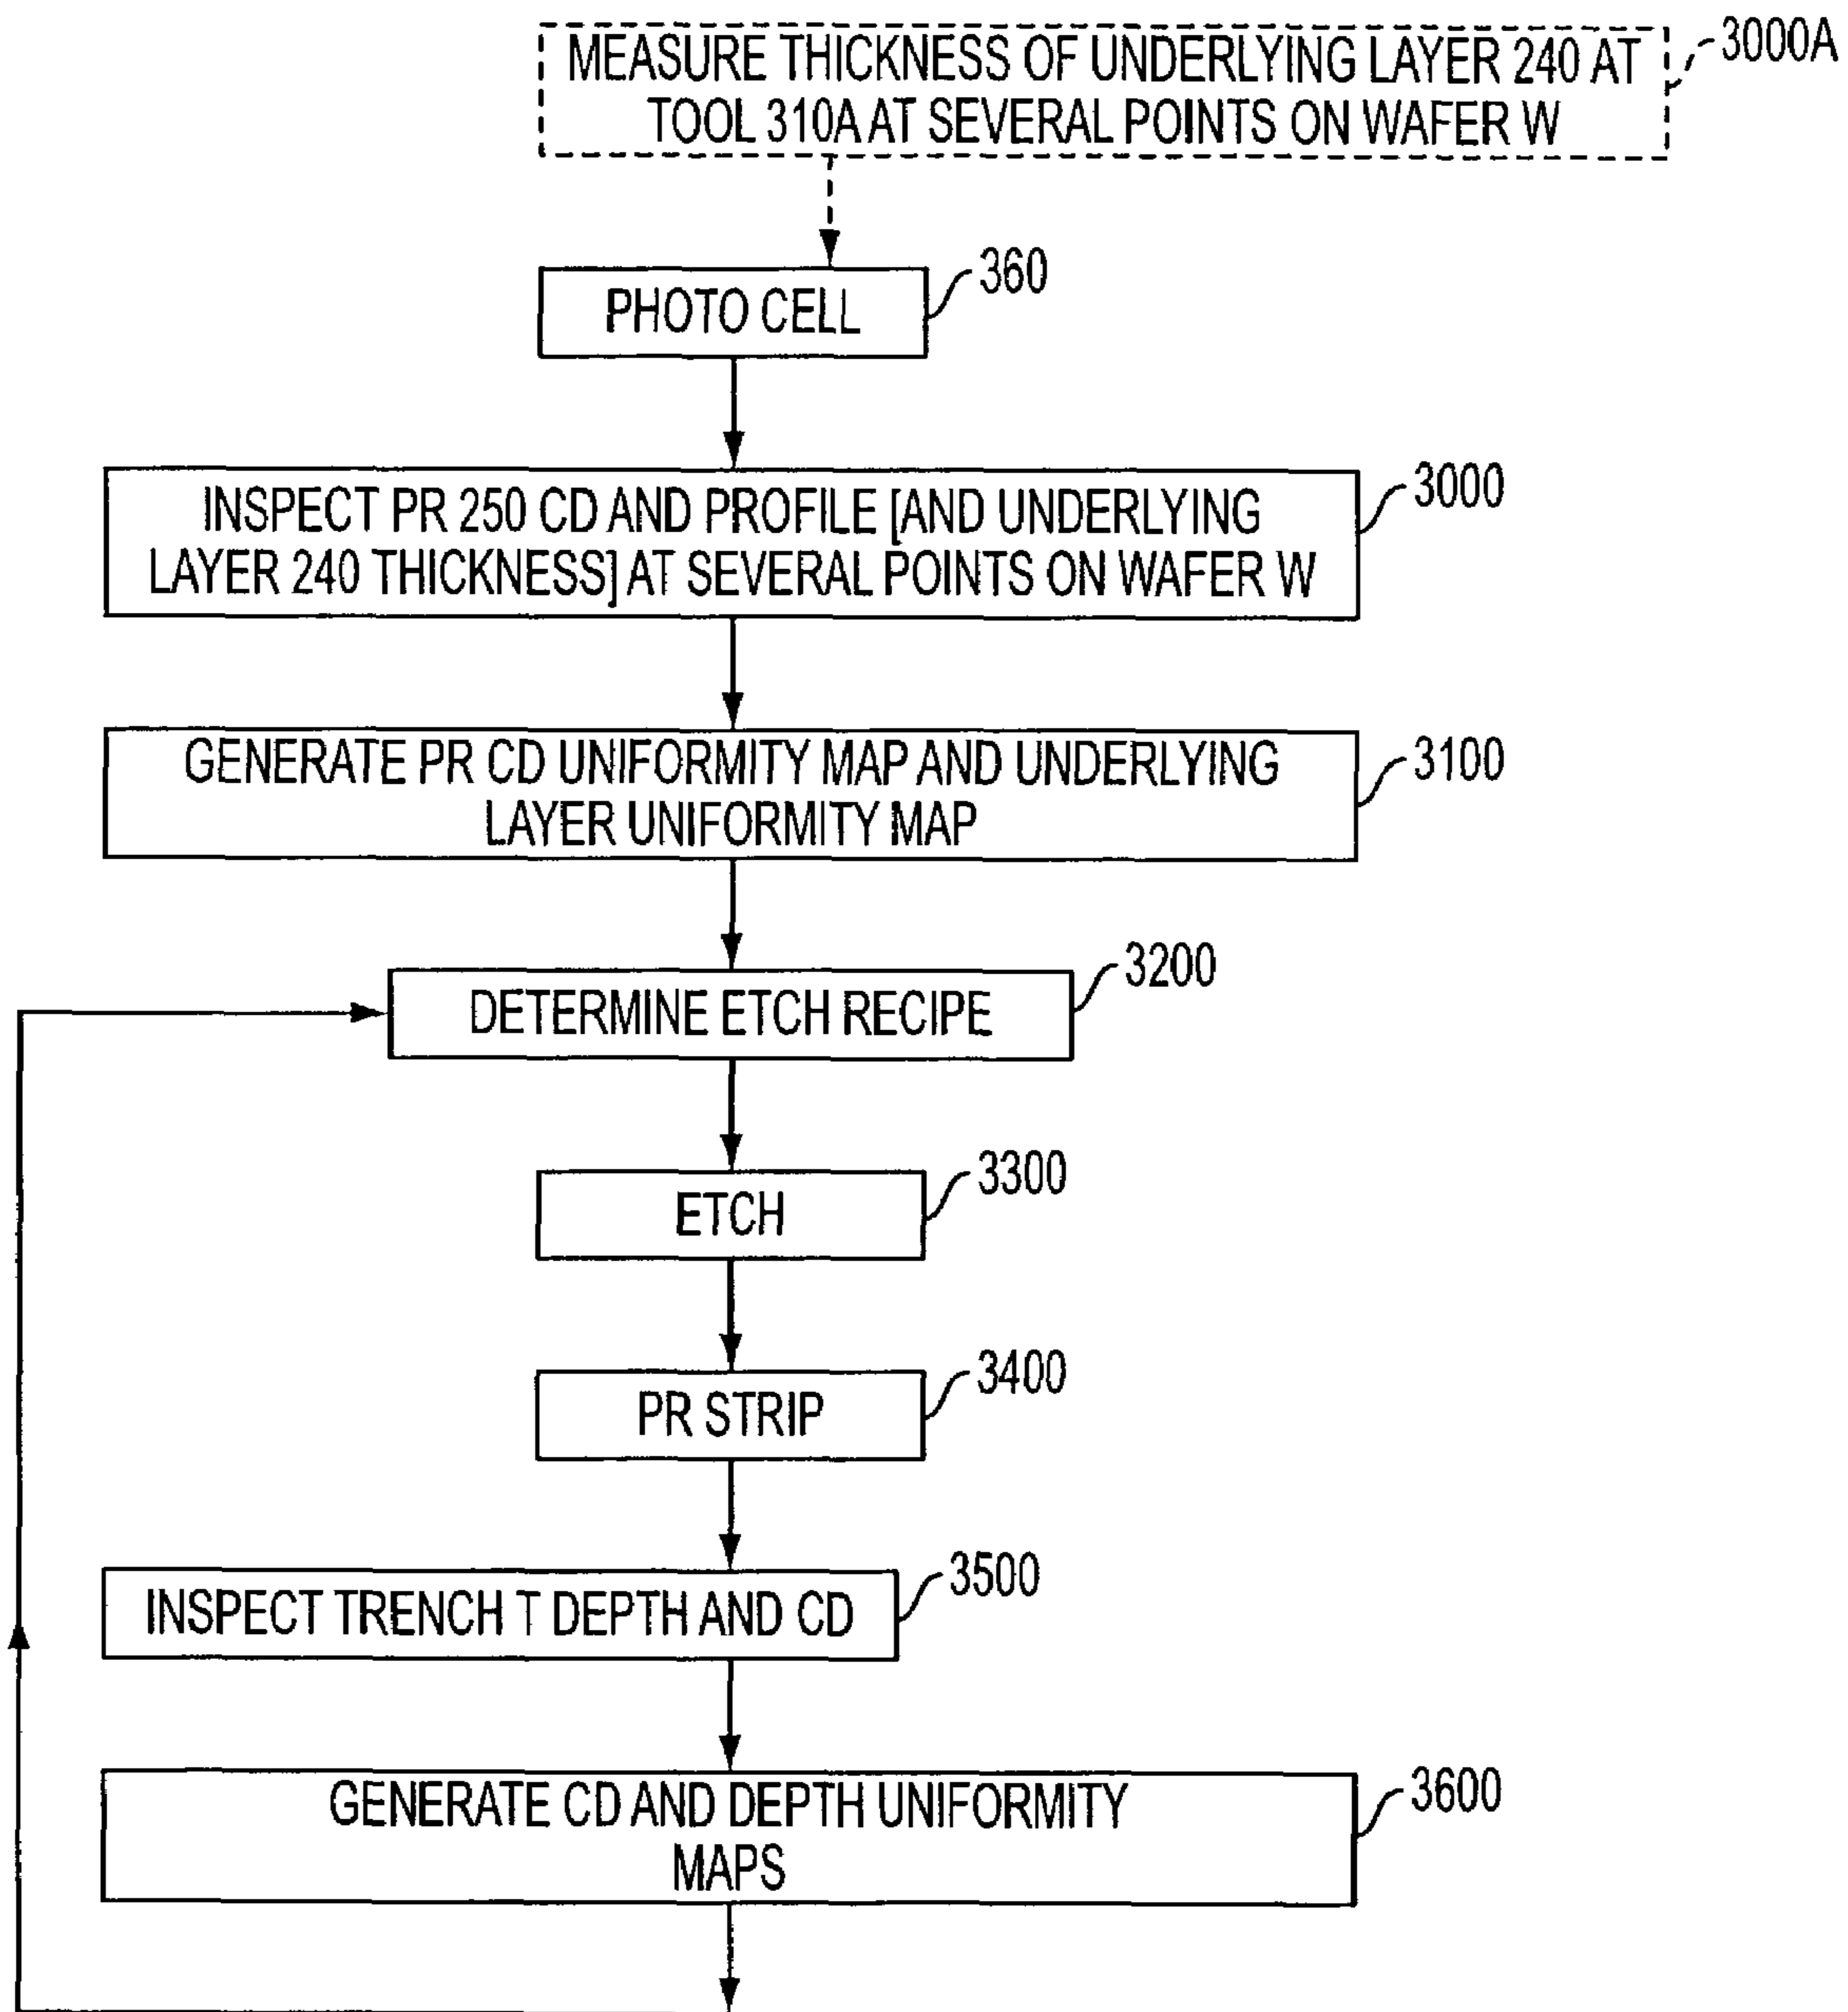 MEASURE THICKNESS OF UNDERLYING LAYER 240 AT
TOOL 310A AT SEVERAL POINTS ON WAFER W
3000A
PHOTO CELL
360
INSPECT PR 250 CD AND PROFILE [AND UNDERLYING
LAYER 240 THICKNESS] AT SEVERAL POINTS ON WAFER W
3000
GENERATE PR CD UNIFORMITY MAP AND UNDERLYING
LAYER UNIFORMITY MAP
3100
DETERMINE ETCH RECIPE
3200
ETCH
3300
PR STRIP
3400
INSPECT TRENCH T DEPTH AND CD
3500
GENERATE CD AND DEPTH UNIFORMITY
MAPS
3600